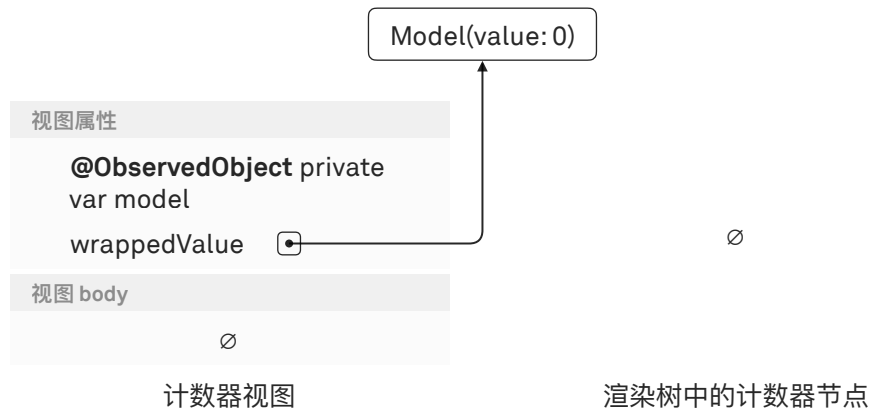 Model(value: 0)
视图属性
@ObservedObject private
var model
wrappedValue
∅
视图 body
∅
计数器视图
渲染树中的计数器节点